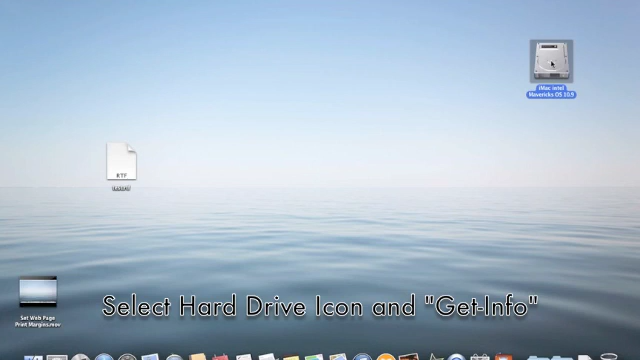 iMac intel
Mavericks OS 10.9
RTF
Set Web Page
Print Margins.mov
Select Hard Drive Icon and "Get-Info"